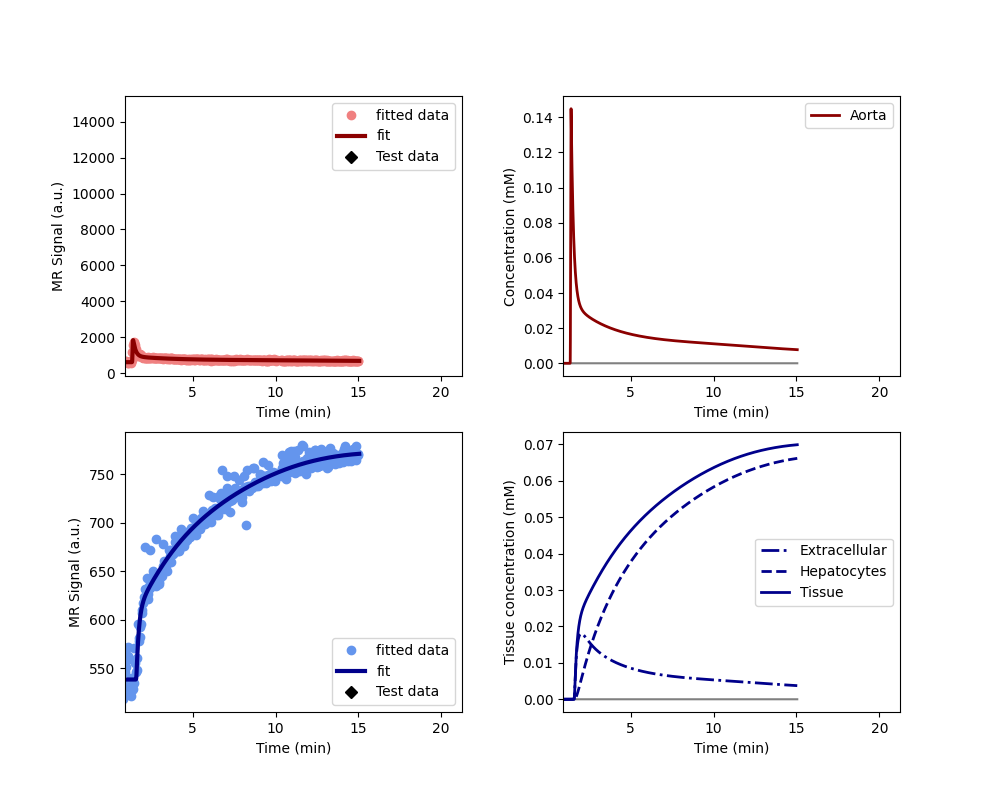 14000
12000
10000
8000
6000
4000
2000
0
MR Signal (a.u.)
fitted data
fit
Test data
5
10
15
20
Time (min)
0.14
0.12
0.10
0.08
0.06
0.04
0.02
0.00
Concentration (mM)
Aorta
5
10
15
20
Time (min)
750
700
650
600
550
MR Signal (a.u.)
fitted data
fit
Test data
5
10
15
20
Time (min)
0.07
0.06
0.05
0.04
0.03
0.02
0.01
0.00
Tissue concentration (mM)
Extracellular
Hepatocytes
Tissue
5
10
15
20
Time (min)